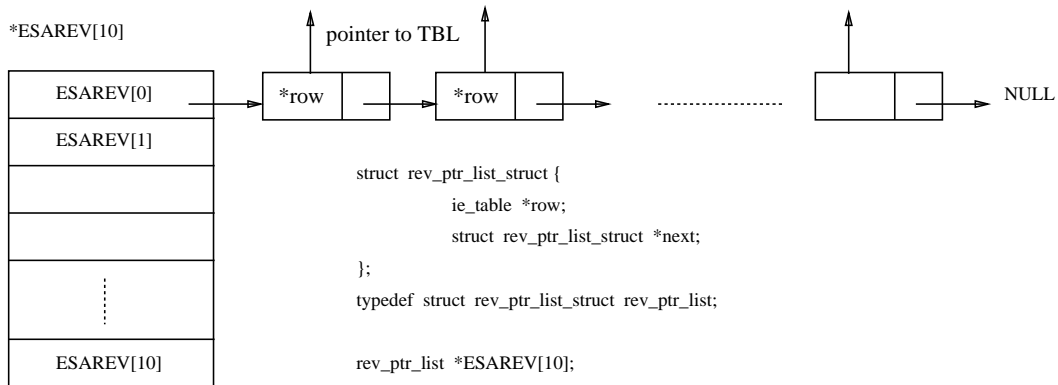 *ESAREV[10]
pointer to TBL
ESAREV[0]
*row
*row
NULL
ESAREV[1]
struct rev_ptr_list_struct {
ie_table *row;
struct rev_ptr_list_struct *next;
};
typedef struct rev_ptr_list_struct rev_ptr_list;
ESAREV[10]
rev_ptr_list *ESAREV[10];